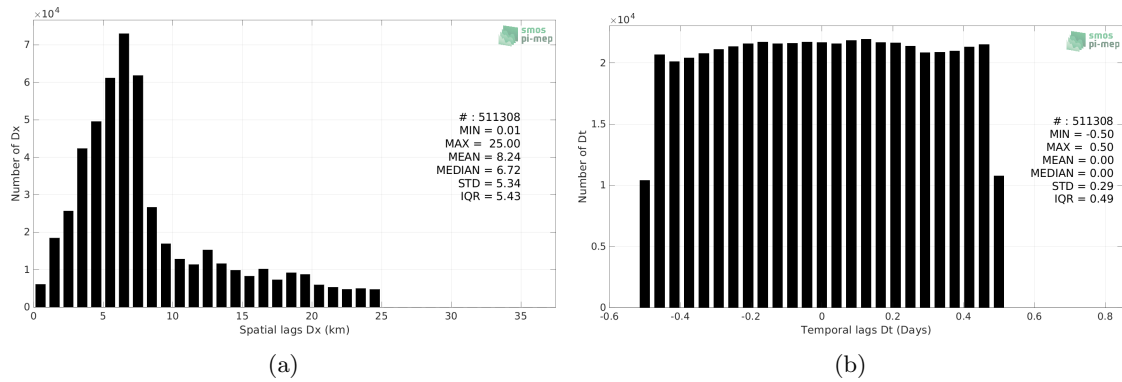 ×10⁴
7
6
5
4
3
2
1
0
Number of Dx
0 5 10 15 20 25 30 35
Spatial lags Dx (km)
smos
pi-mep
# : 511308
MIN = 0.01
MAX = 25.00
MEAN = 8.24
MEDIAN = 6.72
STD = 5.34
IQR = 5.43
(a)
×10⁴
2
1.5
1
0.5
0
Number of Dt
-0.6 -0.4 -0.2 0 0.2 0.4 0.6 0.8
Temporal lags Dt (Days)
smos
pi-mep
# : 511308
MIN = -0.50
MAX = 0.50
MEAN = 0.00
MEDIAN = 0.00
STD = 0.29
IQR = 0.49
(b)